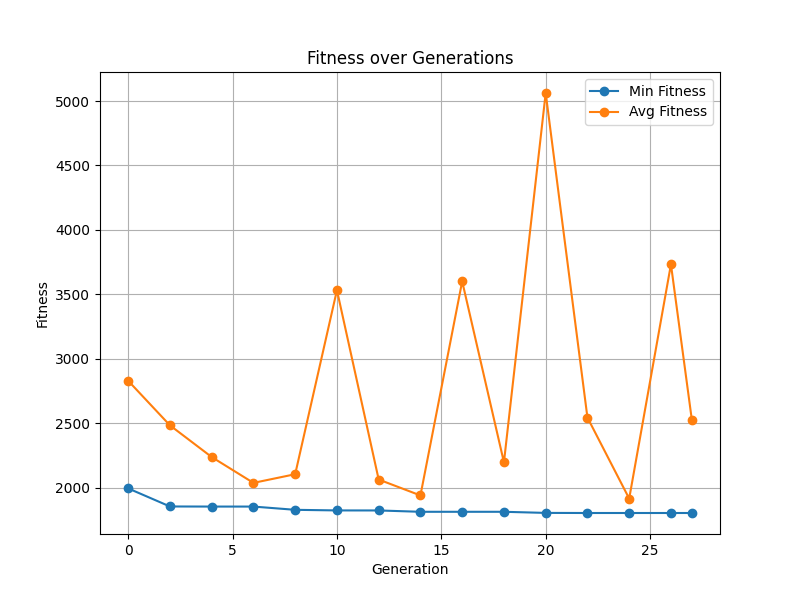 Fitness over Generations
Min Fitness
Avg Fitness
Fitness
5000
4500
4000
3500
3000
2500
2000
0 5 10 15 20 25
Generation